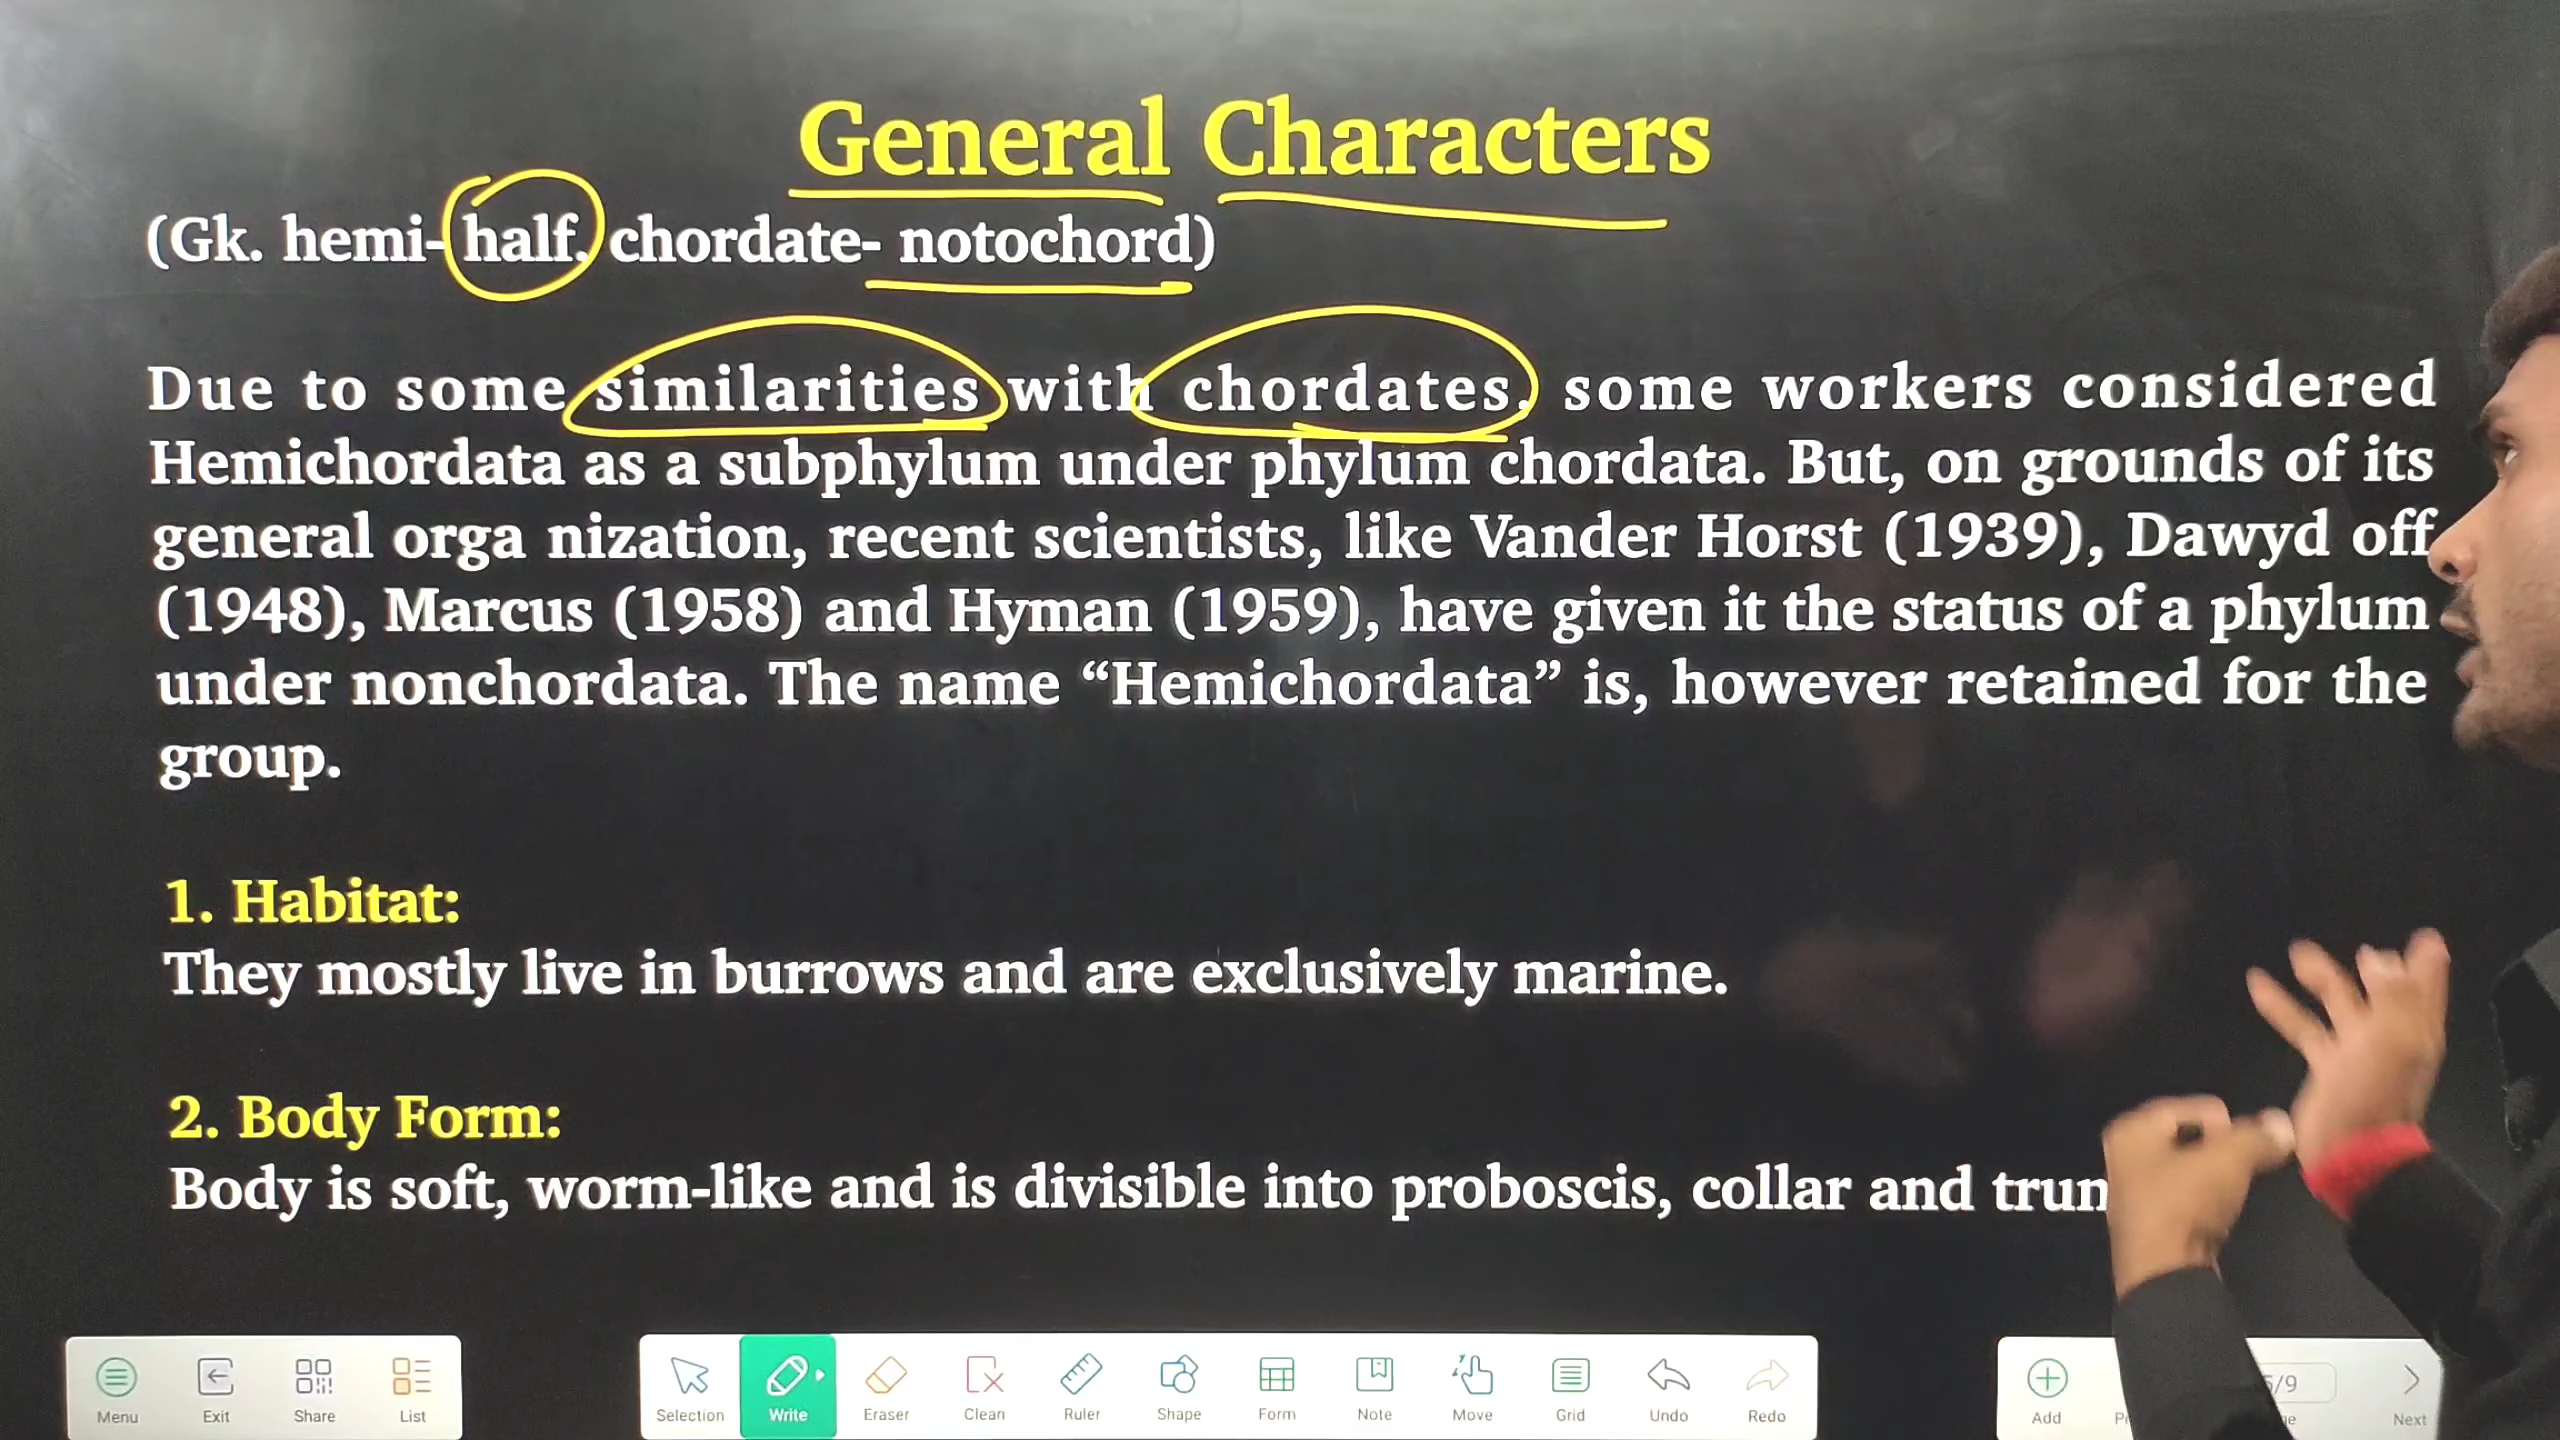 General Characters
(Gk. hemi- half. chordate- notochord)
Due to some similarities with chordates, some workers considered
Hemichordata as a subphylum under phylum chordata. But, on grounds of its
general orga nization, recent scientists, like Vander Horst (1939), Dawyd off
(1948), Marcus (1958) and Hyman (1959), have given it the status of a phylum
under nonchordata. The name “Hemichordata” is, however retained for the
group.
1. Habitat:
They mostly live in burrows and are exclusively marine.
2. Body Form:
Body is soft, worm-like and is divisible into proboscis, collar and
Menu Exit Share List
Selection Write Eraser Clean Ruler Shape Form Note Move Grid Undo Redo
Add Next